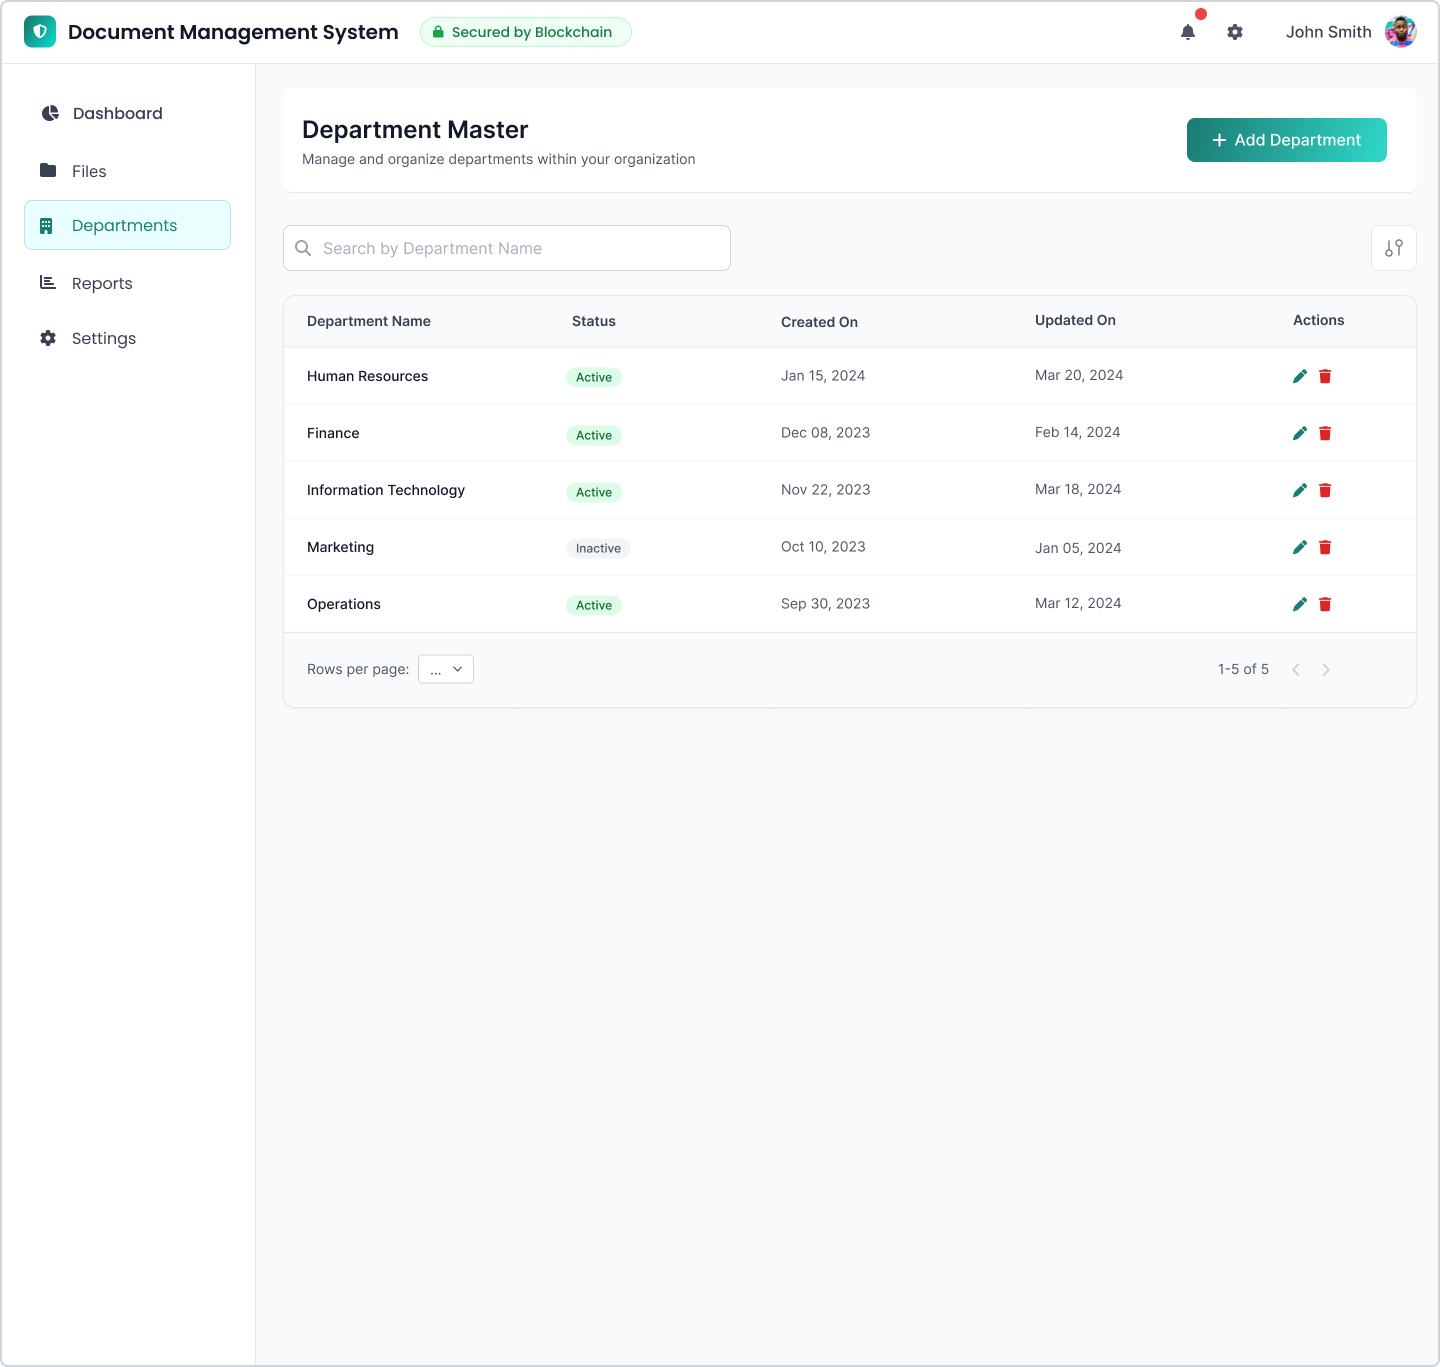 Document Management System
Secured by Blockchain
John Smith
Dashboard
Files
Departments
Reports
Settings
Department Master
Manage and organize departments within your organization
Add Department
Search by Department Name
Department Name Status Created On Updated On Actions
Human Resources Active Jan 15, 2024 Mar 20, 2024
Finance Active Dec 08, 2023 Feb 14, 2024
Information Technology Active Nov 22, 2023 Mar 18, 2024
Marketing Inactive Oct 10, 2023 Jan 05, 2024
Operations Active Sep 30, 2023 Mar 12, 2024
Rows per page: ... 1-5 of 5